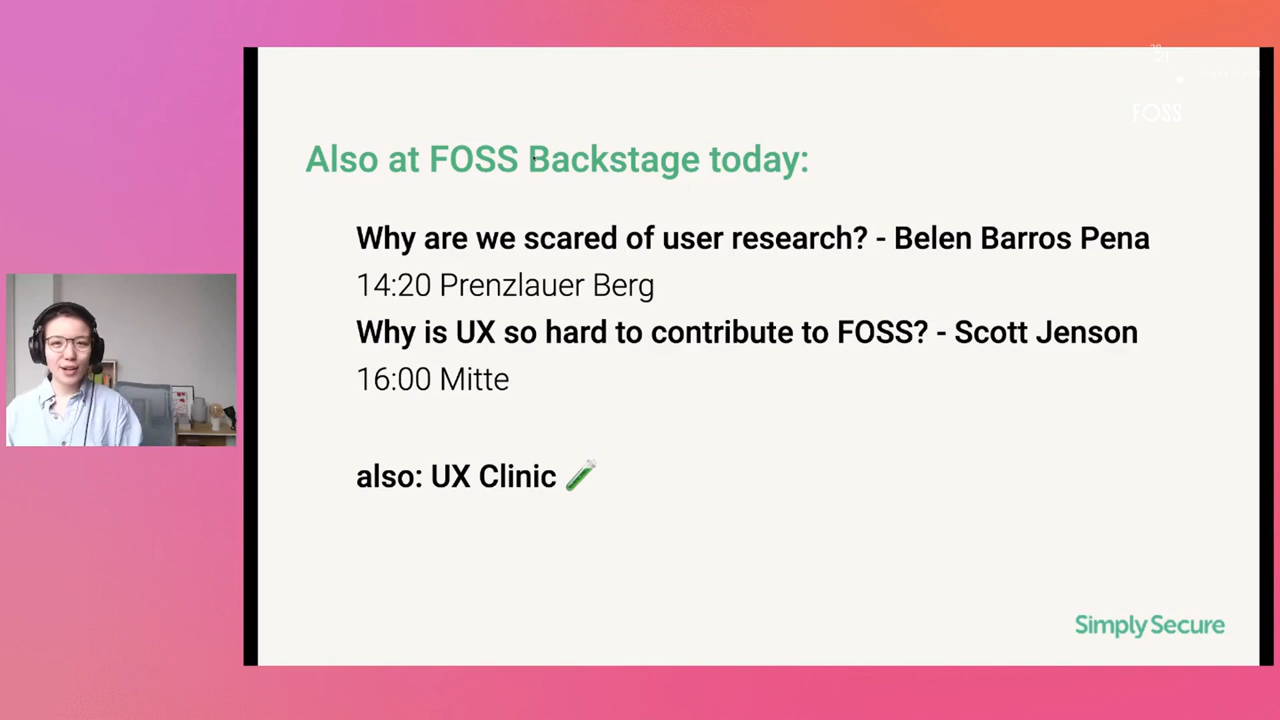 FOSS
Also at FOSS Backstage today:
Why are we scared of user research? - Belen Barros Pena
14:20 Prenzlauer Berg
Why is UX so hard to contribute to FOSS? - Scott Jenson
16:00 Mitte
also: UX Clinic
Simply Secure